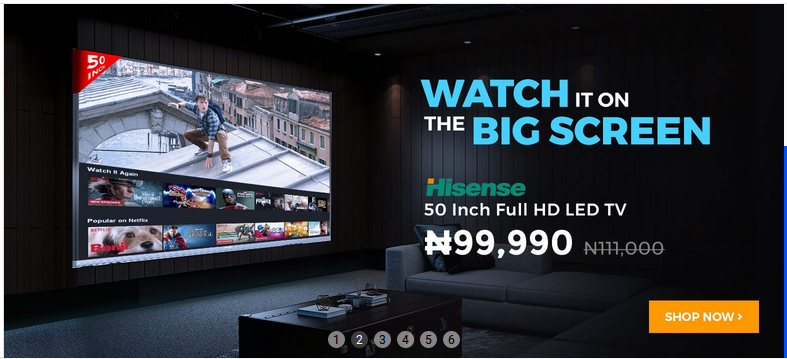 50
INCH
WATCH IT ON
THE BIG SCREEN
Hisense
50 Inch Full HD LED TV
₦99,990 ₦111,000
Watch It Again
Popular on Netflix
NETFLIX
Benji
SHOP NOW ›
1 2 3 4 5 6